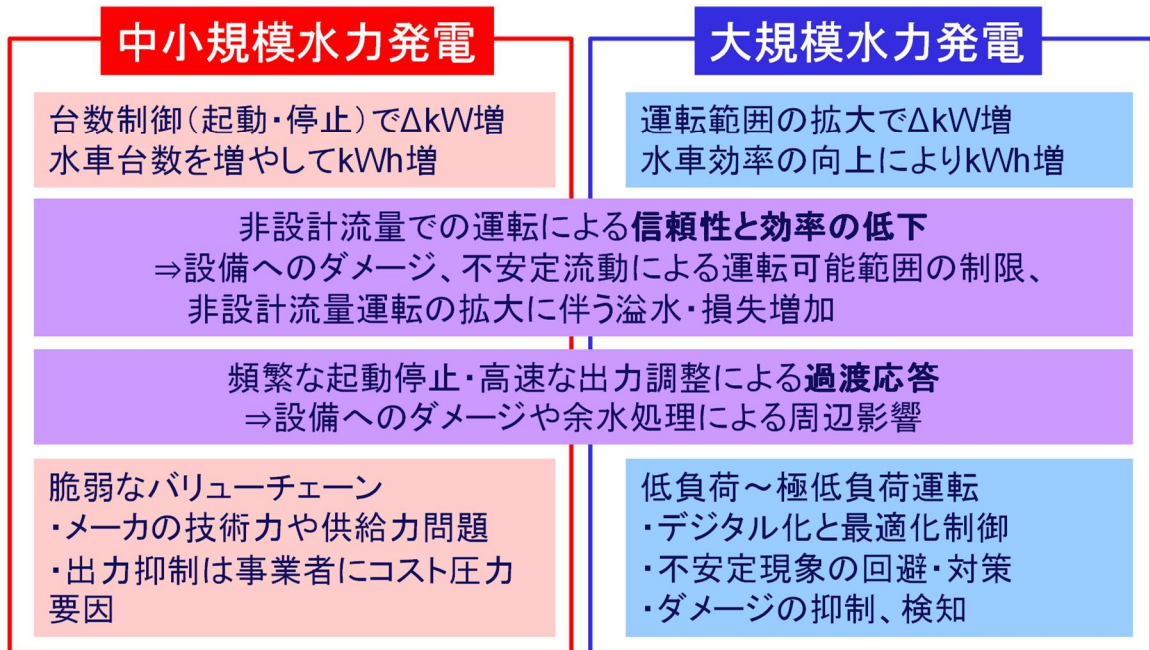 中小規模水力発電
台数制御（起動・停止）でΔkW増
水車台数を増やしてkWh増
大規模水力発電
運転範囲の拡大でΔkW増
水車効率の向上によりkWh増
非設計流量での運転による信頼性と効率の低下
⇒設備へのダメージ、不安定流動による運転可能範囲の制限、
非設計流量運転の拡大に伴う溢水・損失増加
頻繁な起動停止・高速な出力調整による過渡応答
⇒設備へのダメージや余水処理による周辺影響
脆弱なバリューチェーン
・メーカの技術力や供給力問題
・出力抑制は事業者にコスト圧力
要因
低負荷～極低負荷運転
・デジタル化と最適化制御
・不安定現象の回避・対策
・ダメージの抑制、検知